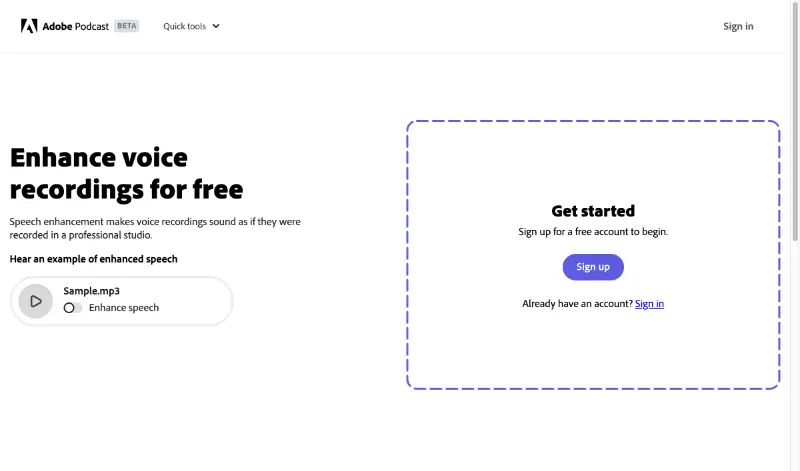 Adobe Podcast BETA Quick tools Sign in
Enhance voice
recordings for free
Speech enhancement makes voice recordings sound as if they were
recorded in a professional studio.
Hear an example of enhanced speech
Sample.mp3
Enhance speech
Get started
Sign up for a free account to begin.
Sign up
Already have an account? Sign in